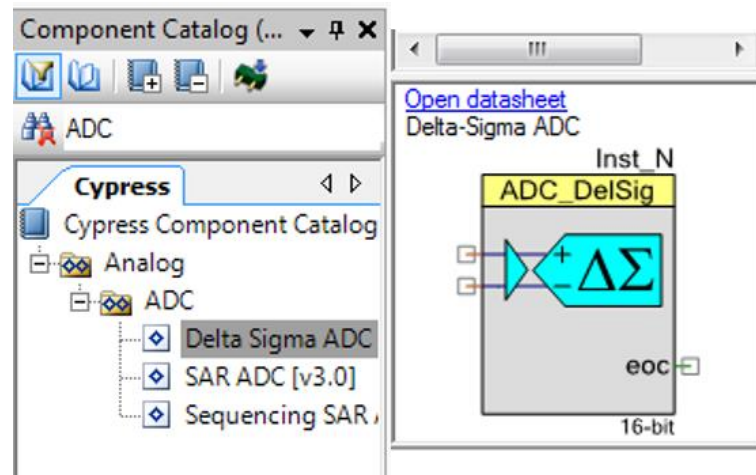 Component Catalog (...
ADC
Cypress
Cypress Component Catalog
Analog
ADC
Delta Sigma ADC
SAR ADC [v3.0]
Sequencing SAR
Open datasheet
Delta-Sigma ADC
Inst_N
ADC_DelSig
+
ΔΣ
−
eoc
16-bit